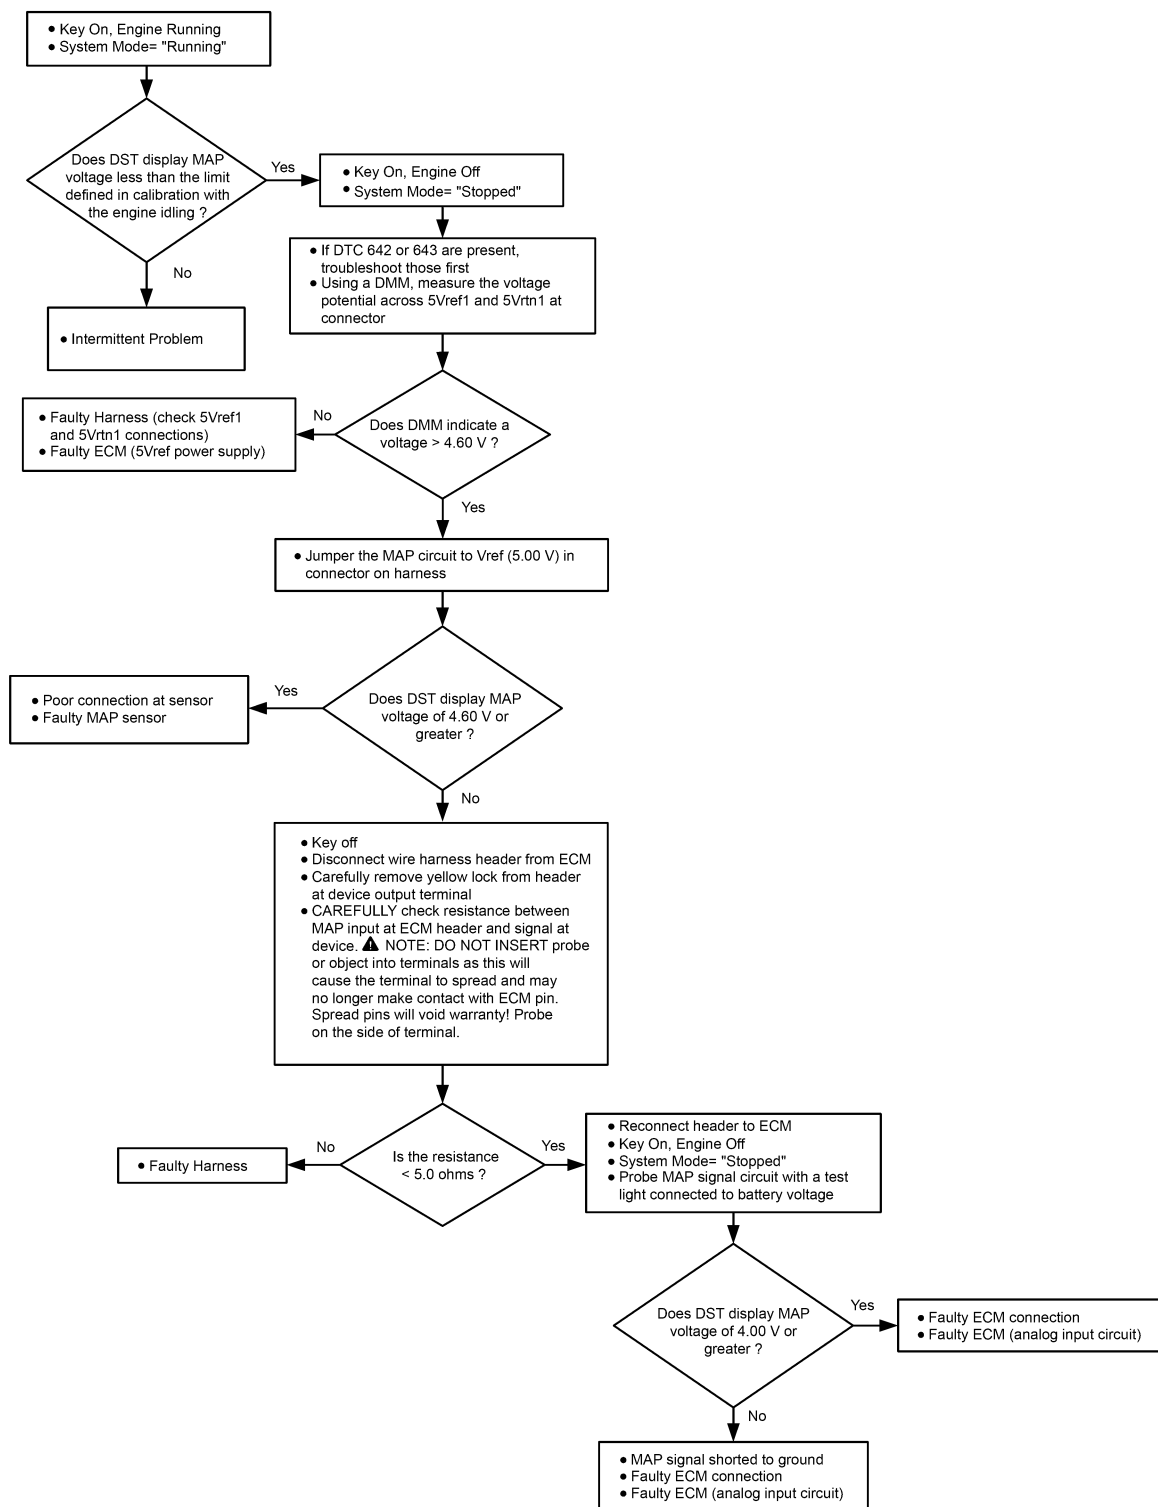 ● Key On, Engine Running
● System Mode= "Running"
Does DST display MAP
voltage less than the limit
defined in calibration with
the engine idling ?
Yes
● Key On, Engine Off
● System Mode= "Stopped"
No
● If DTC 642 or 643 are present,
troubleshoot those first
● Using a DMM, measure the voltage
potential across 5Vref1 and 5Vrtn1 at
connector
● Intermittent Problem
Does DMM indicate a
voltage > 4.60 V ?
No
● Faulty Harness (check 5Vref1
and 5Vrtn1 connections)
● Faulty ECM (5Vref power supply)
Yes
● Jumper the MAP circuit to Vref (5.00 V) in
connector on harness
Does DST display MAP
voltage of 4.60 V or
greater ?
Yes
● Poor connection at sensor
● Faulty MAP sensor
No
● Key off
● Disconnect wire harness header from ECM
● Carefully remove yellow lock from header
at device output terminal
● CAREFULLY check resistance between
MAP input at ECM header and signal at
device. ⚠ NOTE: DO NOT INSERT probe
or object into terminals as this will
cause the terminal to spread and may
no longer make contact with ECM pin.
Spread pins will void warranty! Probe
on the side of terminal.
Is the resistance
< 5.0 ohms ?
No
● Faulty Harness
Yes
● Reconnect header to ECM
● Key On, Engine Off
● System Mode= "Stopped"
● Probe MAP signal circuit with a test
light connected to battery voltage
Does DST display MAP
voltage of 4.00 V or
greater ?
Yes
● Faulty ECM connection
● Faulty ECM (analog input circuit)
No
● MAP signal shorted to ground
● Faulty ECM connection
● Faulty ECM (analog input circuit)